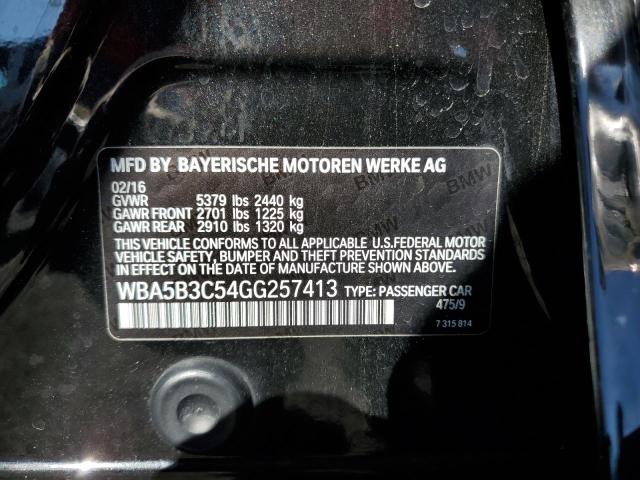 MFD BY BAYERISCHE MOTOREN WERKE AG
02/16
GVWR 5379 lbs 2440 kg
GAWR FRONT 2701 lbs 1225 kg
GAWR REAR 2910 lbs 1320 kg
THIS VEHICLE CONFORMS TO ALL APPLICABLE U.S.FEDERAL MOTOR
VEHICLE SAFETY, BUMPER AND THEFT PREVENTION STANDARDS
IN EFFECT ON THE DATE OF MANUFACTURE SHOWN ABOVE.
WBA5B3C54GG257413 TYPE: PASSENGER CAR
475/9
7 315 814
BMW